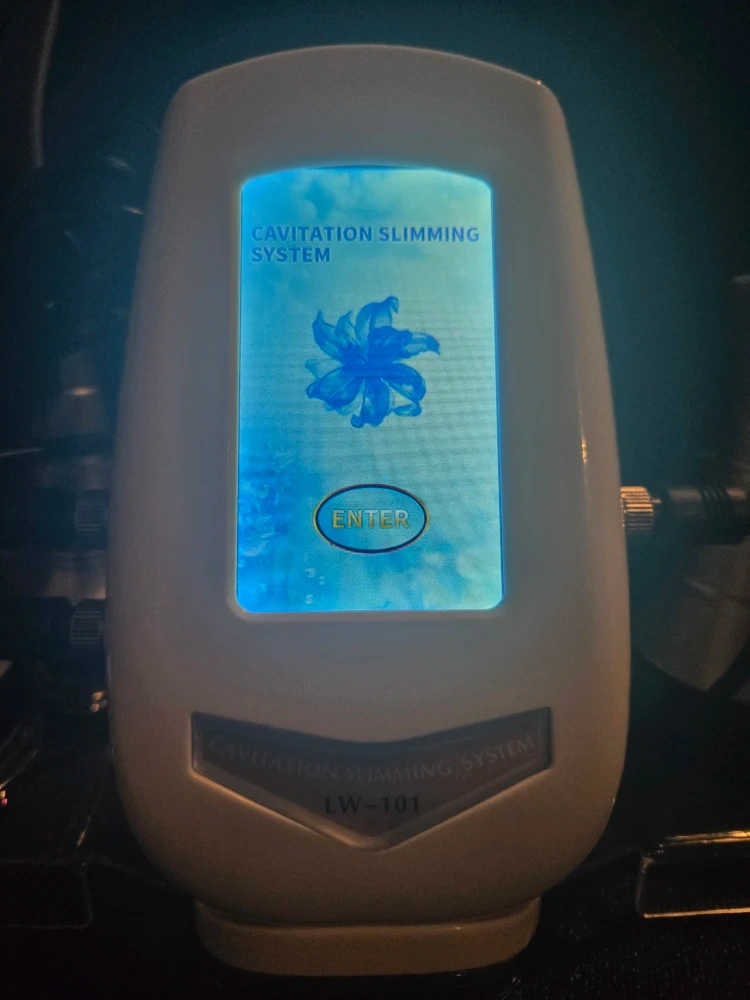 CAVITATION SLIMMING
SYSTEM
ENTER
CAVITATION SLIMMING SYSTEM
LW-101